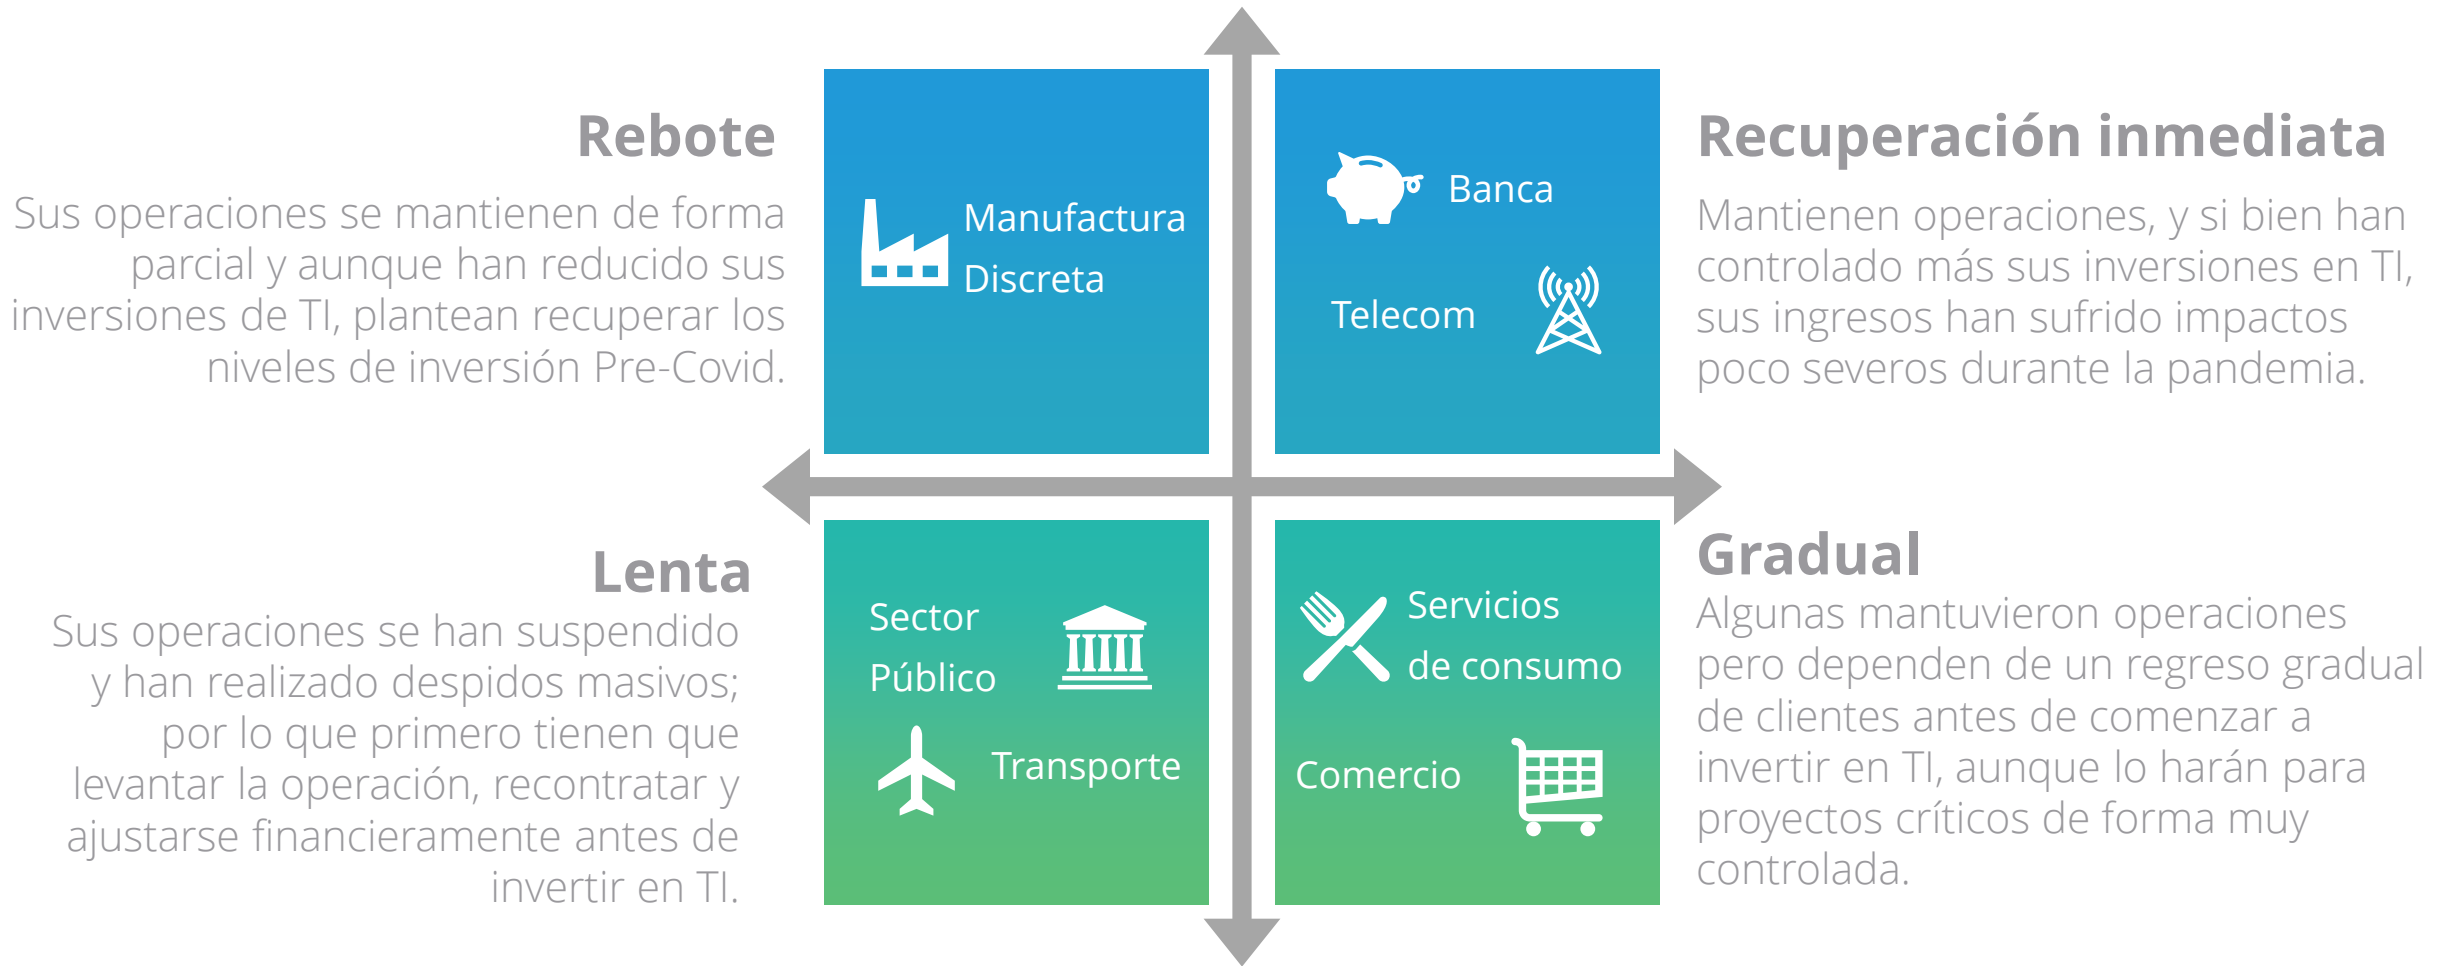 Rebote
Sus operaciones se mantienen de forma
parcial y aunque han reducido sus
inversiones de TI, plantean recuperar los
niveles de inversión Pre-Covid.
Manufactura
Discreta
Banca
Telecom
Recuperación inmediata
Mantienen operaciones, y si bien han
controlado más sus inversiones en TI,
sus ingresos han sufrido impactos
poco severos durante la pandemia.
Lenta
Sus operaciones se han suspendido
y han realizado despidos masivos;
por lo que primero tienen que
levantar la operación, recontratar y
ajustarse financieramente antes de
invertir en TI.
Sector
Público
Transporte
Servicios
de consumo
Comercio
Gradual
Algunas mantuvieron operaciones
pero dependen de un regreso gradual
de clientes antes de comenzar a
invertir en TI, aunque lo harán para
proyectos críticos de forma muy
controlada.